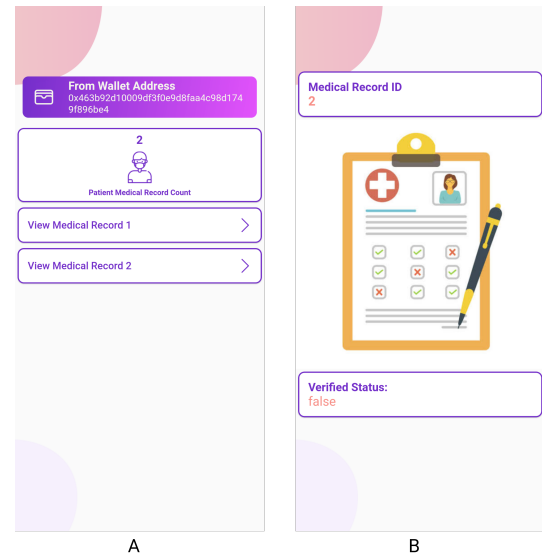 From Wallet Address
0x463b92d10009df3f0e9d8faa4c98d174
9f896be4
2
Patient Medical Record Count
View Medical Record 1
View Medical Record 2
A
Medical Record ID
2
Verified Status:
false
B